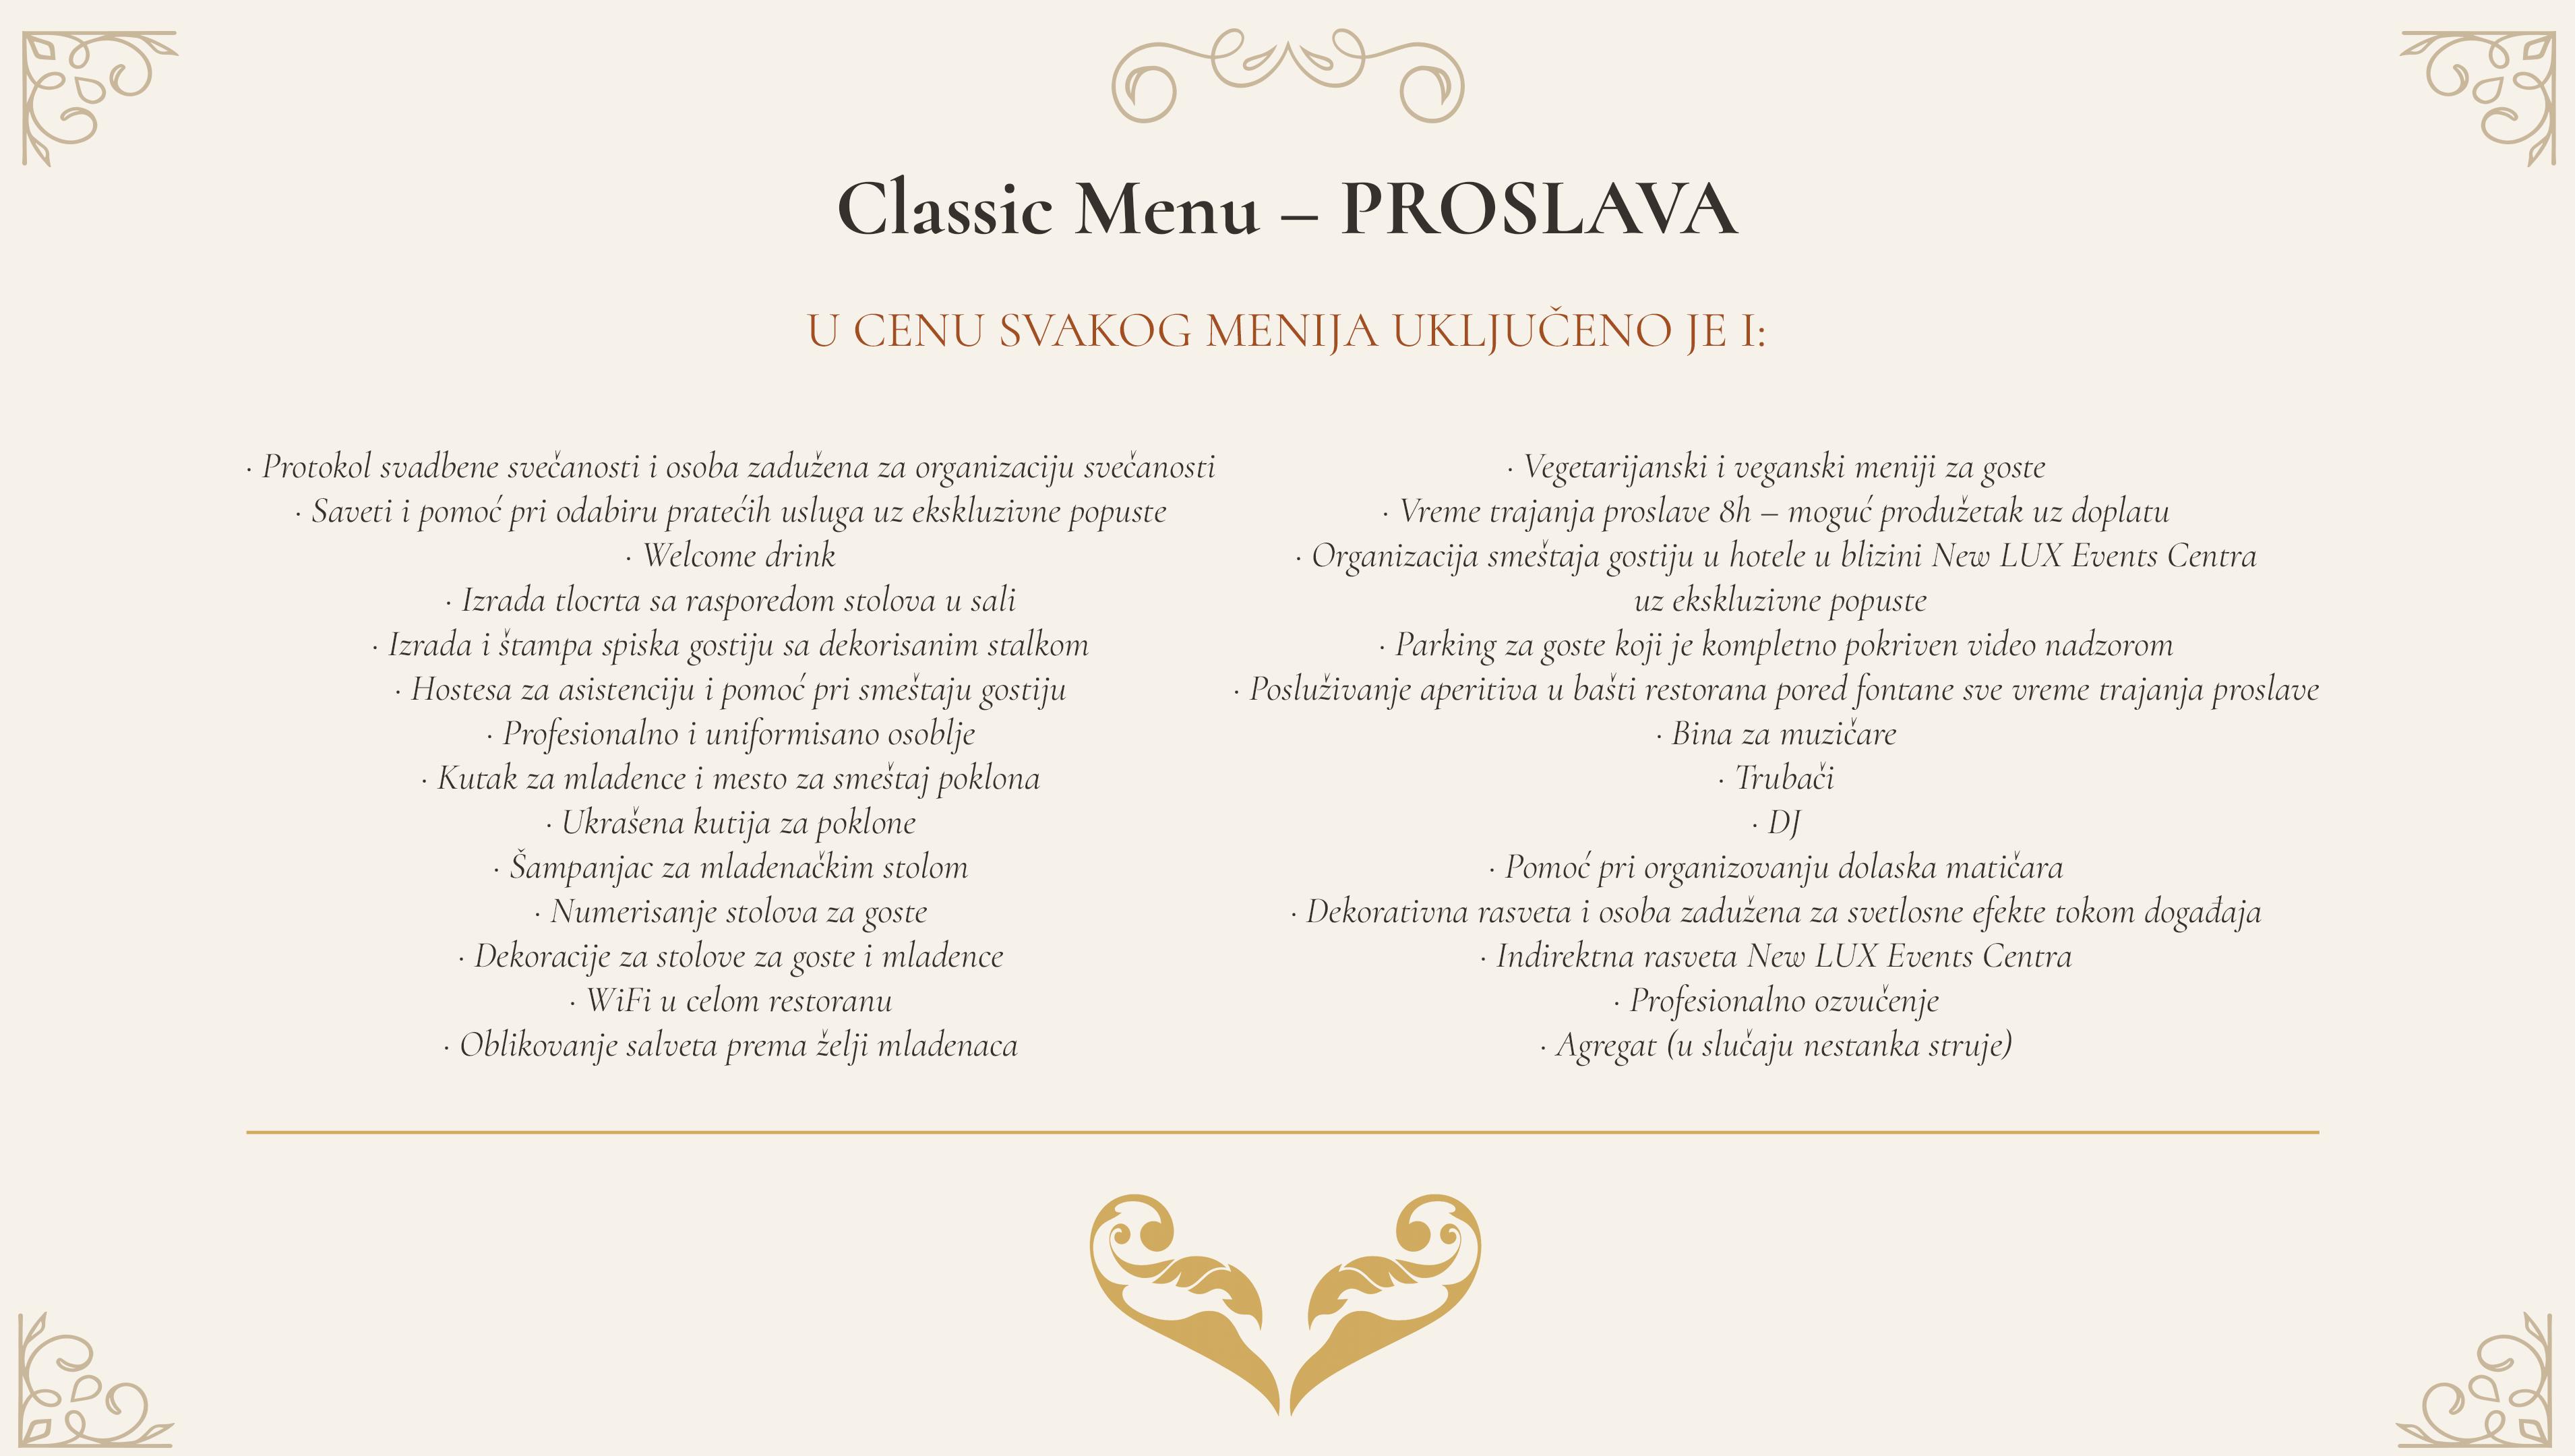 Classic Menu – PROSLAVA
U CENU SVAKOG MENIJA UKLJUČENO JE I:
· Protokol svadbene svečanosti i osoba zadužena za organizaciju svečanosti
· Saveti i pomoć pri odabiru pratećih usluga uz ekskluzivne popuste
· Welcome drink
· Izrada tlocrta sa rasporedom stolova u sali
· Izrada i štampa spiska gostiju sa dekorisanim stalkom
· Hostesa za asistenciju i pomoć pri smeštaju gostiju
· Profesionalno i uniformisano osoblje
· Kutak za mladence i mesto za smeštaj poklona
· Ukrašena kutija za poklone
· Šampanjac za mladenačkim stolom
· Numerisanje stolova za goste
· Dekoracije za stolove za goste i mladence
· WiFi u celom restoranu
· Oblikovanje salveta prema želji mladenaca
· Vegetarijanski i veganski meniji za goste
· Vreme trajanja proslave 8h – moguć produžetak uz doplatu
· Organizacija smeštaja gostiju u hotele u blizini New LUX Events Centra
uz ekskluzivne popuste
· Parking za goste koji je kompletno pokriven video nadzorom
· Posluživanje aperitiva u bašti restorana pored fontane sve vreme trajanja proslave
· Bina za muzičare
· Trubači
· DJ
· Pomoć pri organizovanju dolaska matičara
· Dekorativna rasveta i osoba zadužena za svetlosne efekte tokom događaja
· Indirektna rasveta New LUX Events Centra
· Profesionalno ozvučenje
· Agregat (u slučaju nestanka struje)